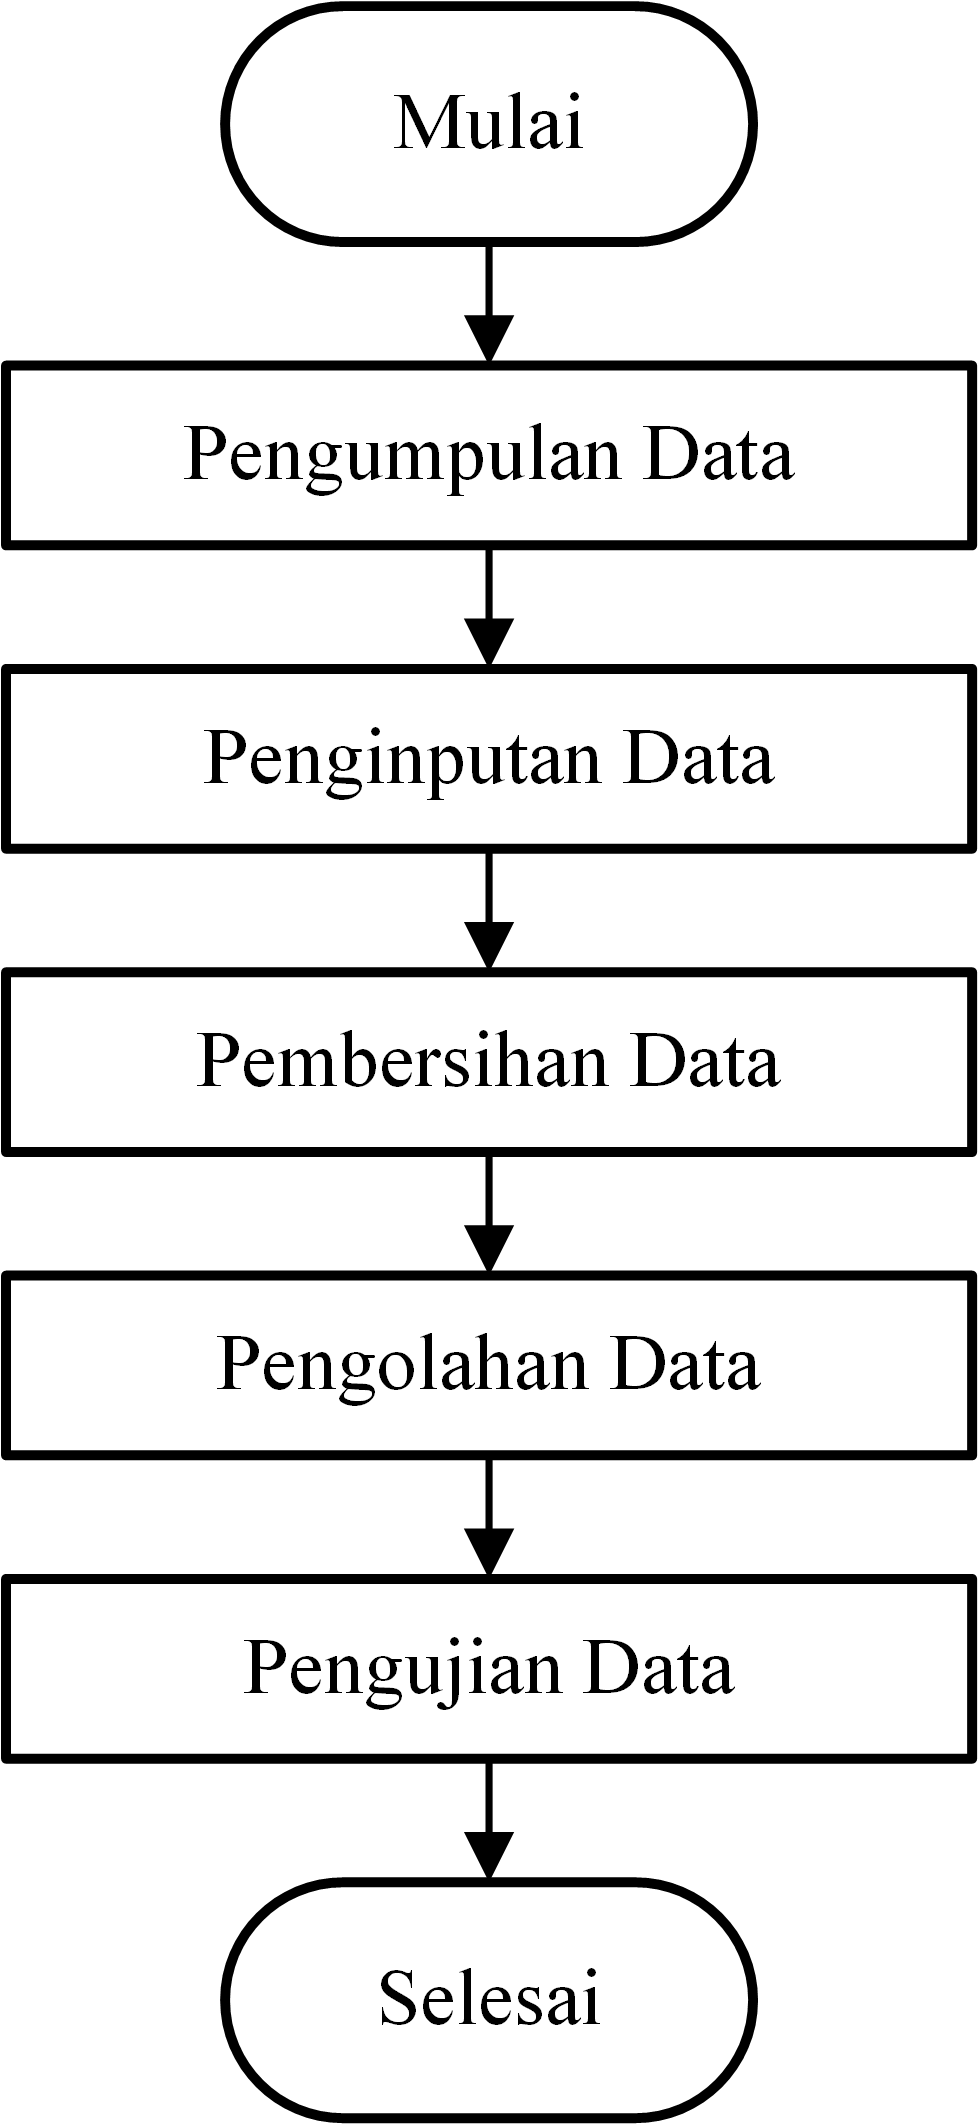 Mulai
Pengumpulan Data
Penginputan Data
Pembersihan Data
Pengolahan Data
Pengujian Data
Selesai